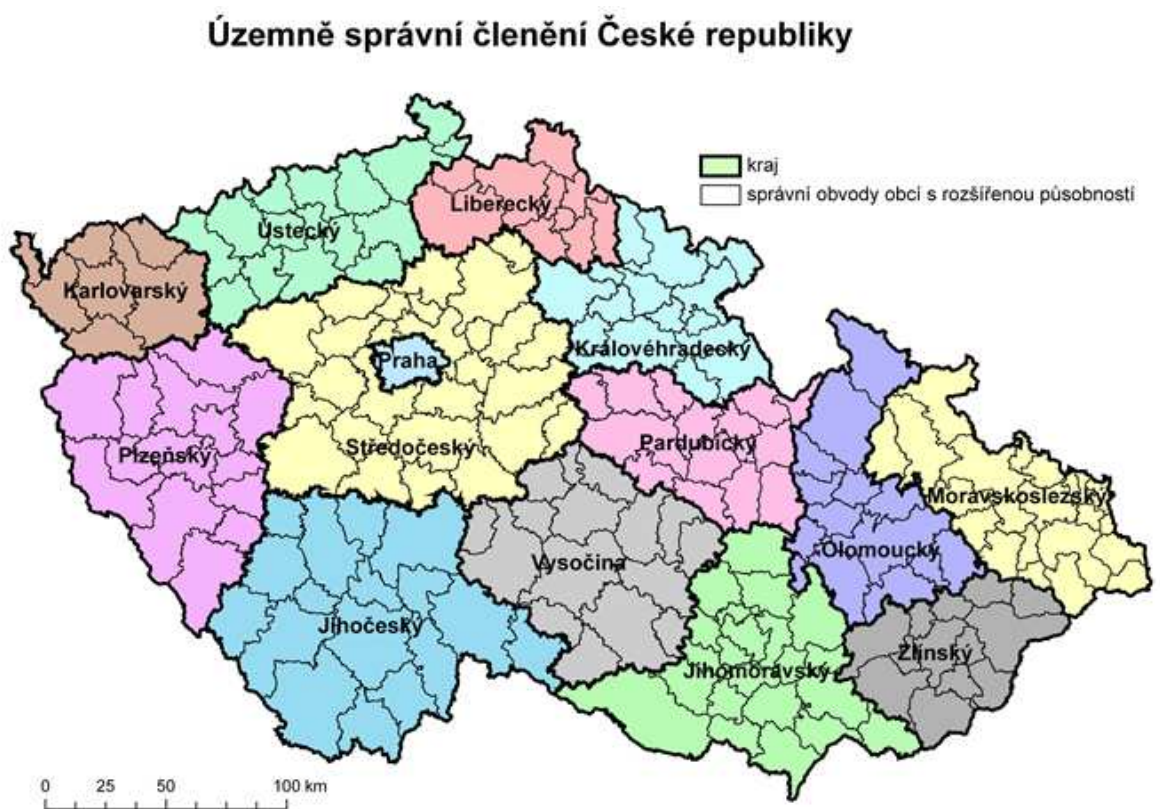 Územně správní členění České republiky
kraj
správní obvody obcí s rozšířenou působností
Liberecký
Ústecký
Karlovarský
Královéhradecký
Praha
Pardubický
Středočeský
Plzeňský
Moravskoslezský
Olomoucký
Vysočina
Jihočeský
Zlínský
Jihomoravský
0 25 50 100 km